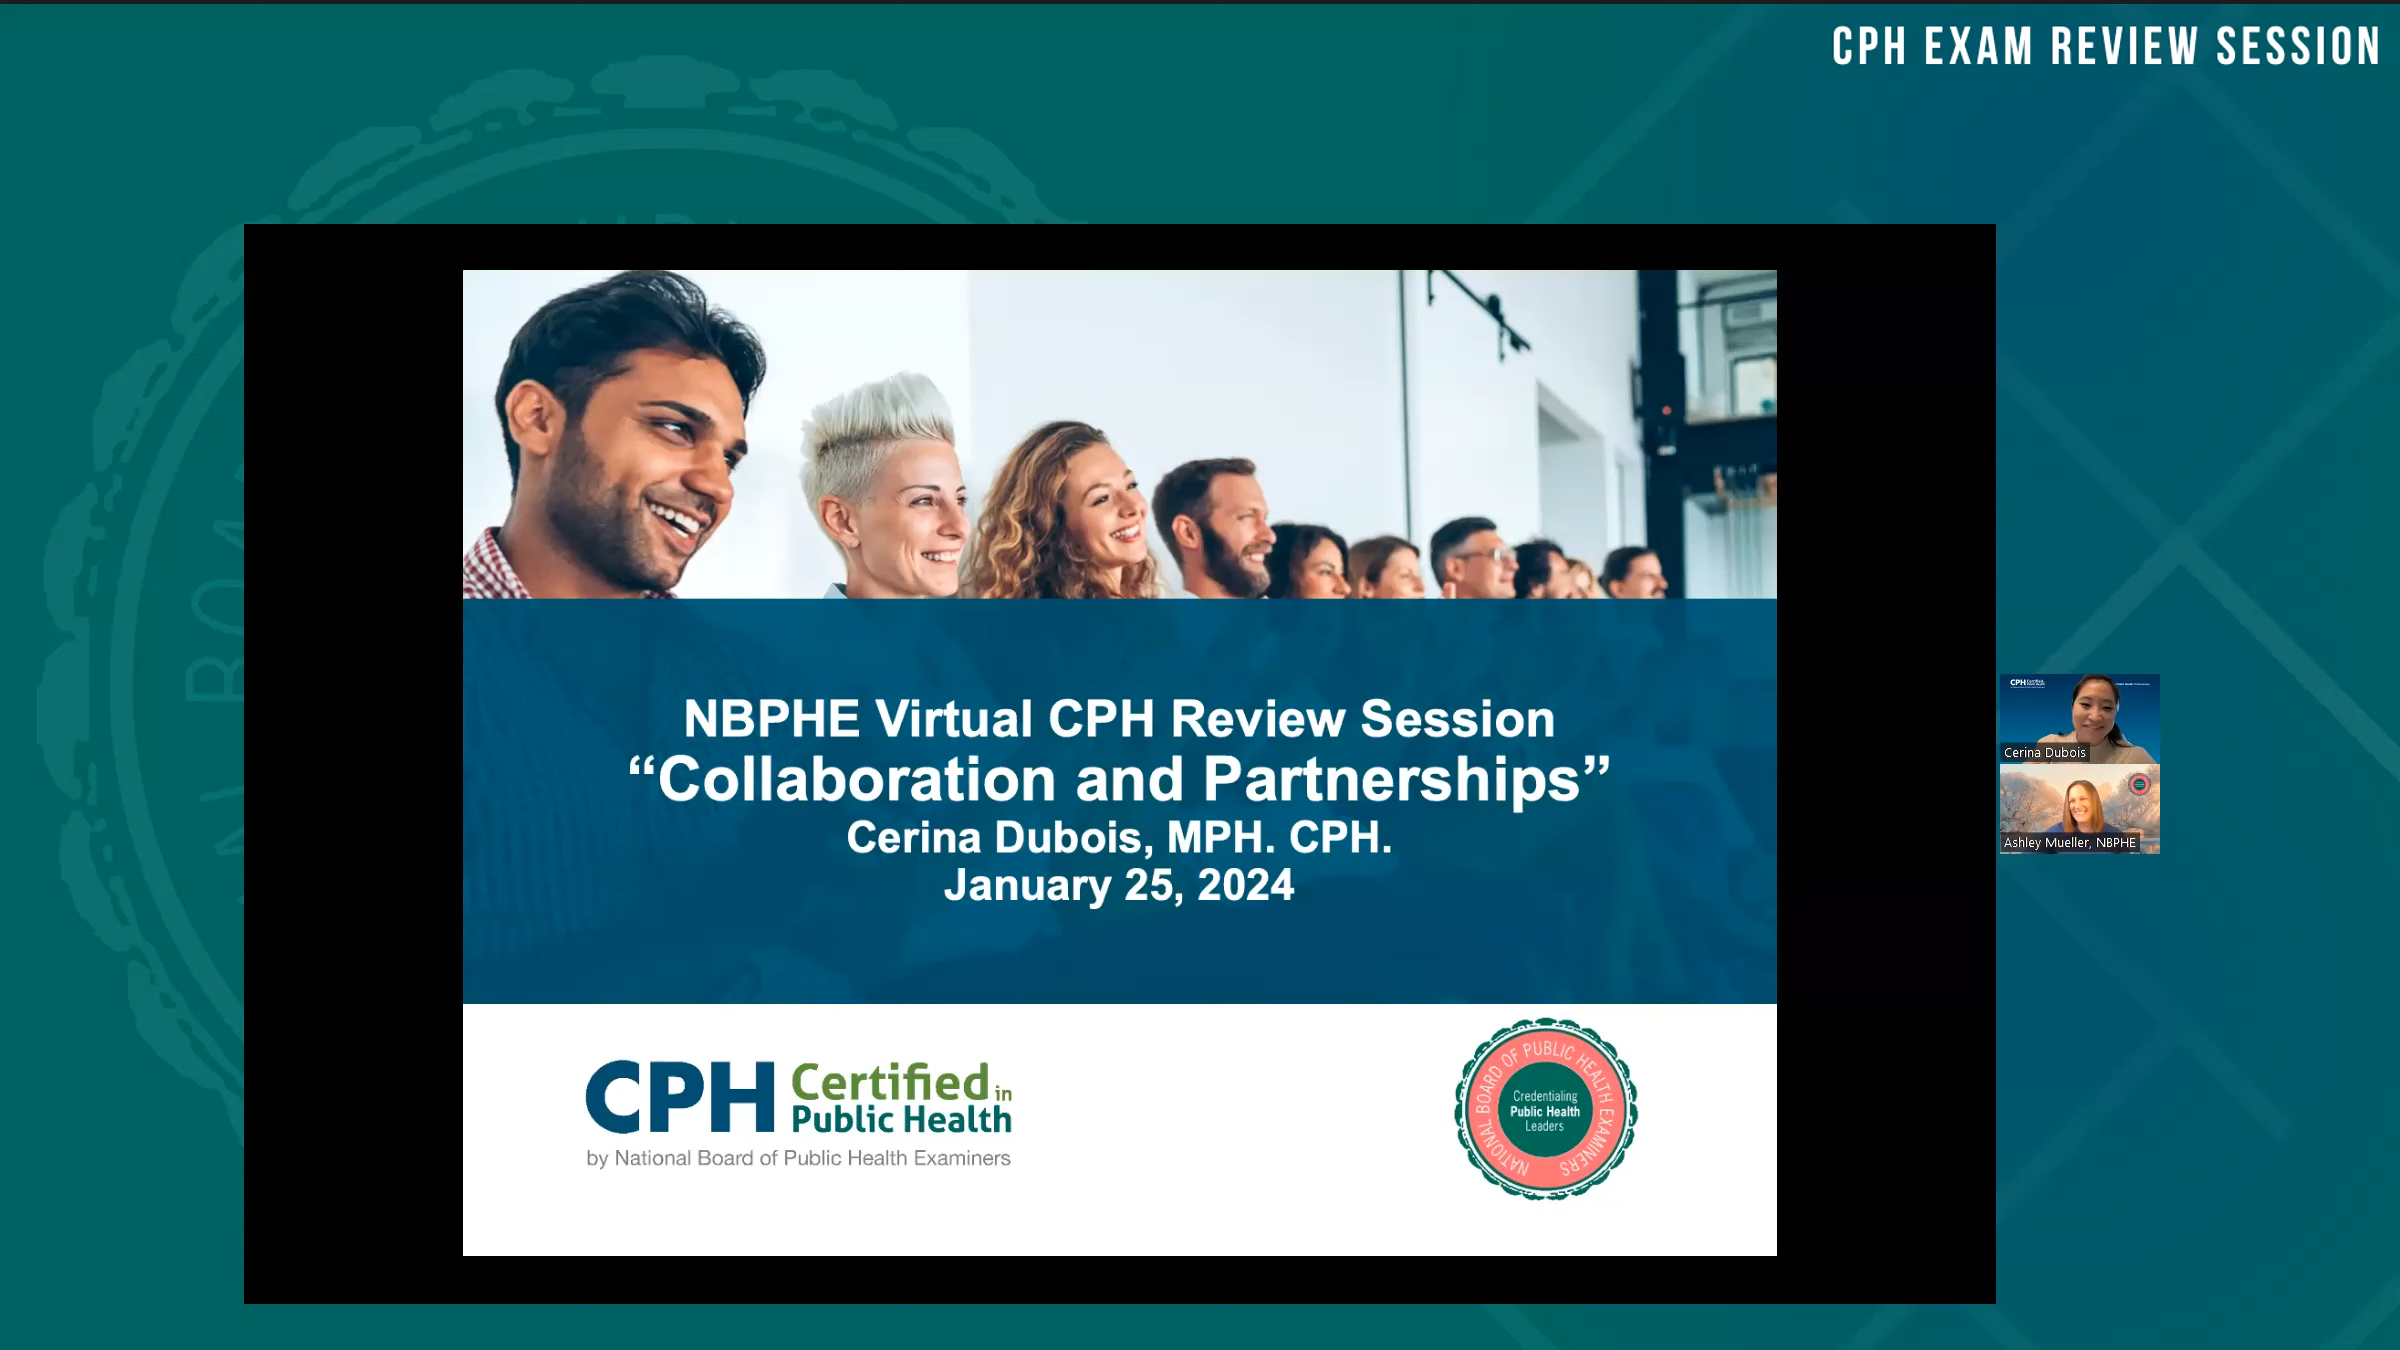 CPH EXAM REVIEW SESSION
NBPHE Virtual CPH Review Session
“Collaboration and Partnerships”
Cerina Dubois, MPH. CPH.
January 25, 2024
CPH Certified in
Public Health
by National Board of Public Health Examiners
NATIONAL BOARD OF PUBLIC HEALTH EXAMINERS
Credentialing
Public Health
Leaders
CPH
Cerina Dubois
Ashley Mueller, NBPHE
BOA